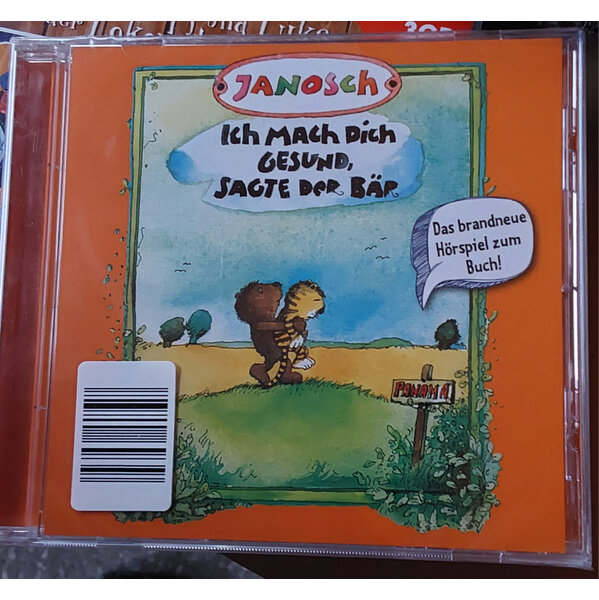 JANOSCH
ICH MACH DICH
GESUND,
SAGTE DER BÄR
Das brandneue
Hörspiel zum
Buch!
PANAMA